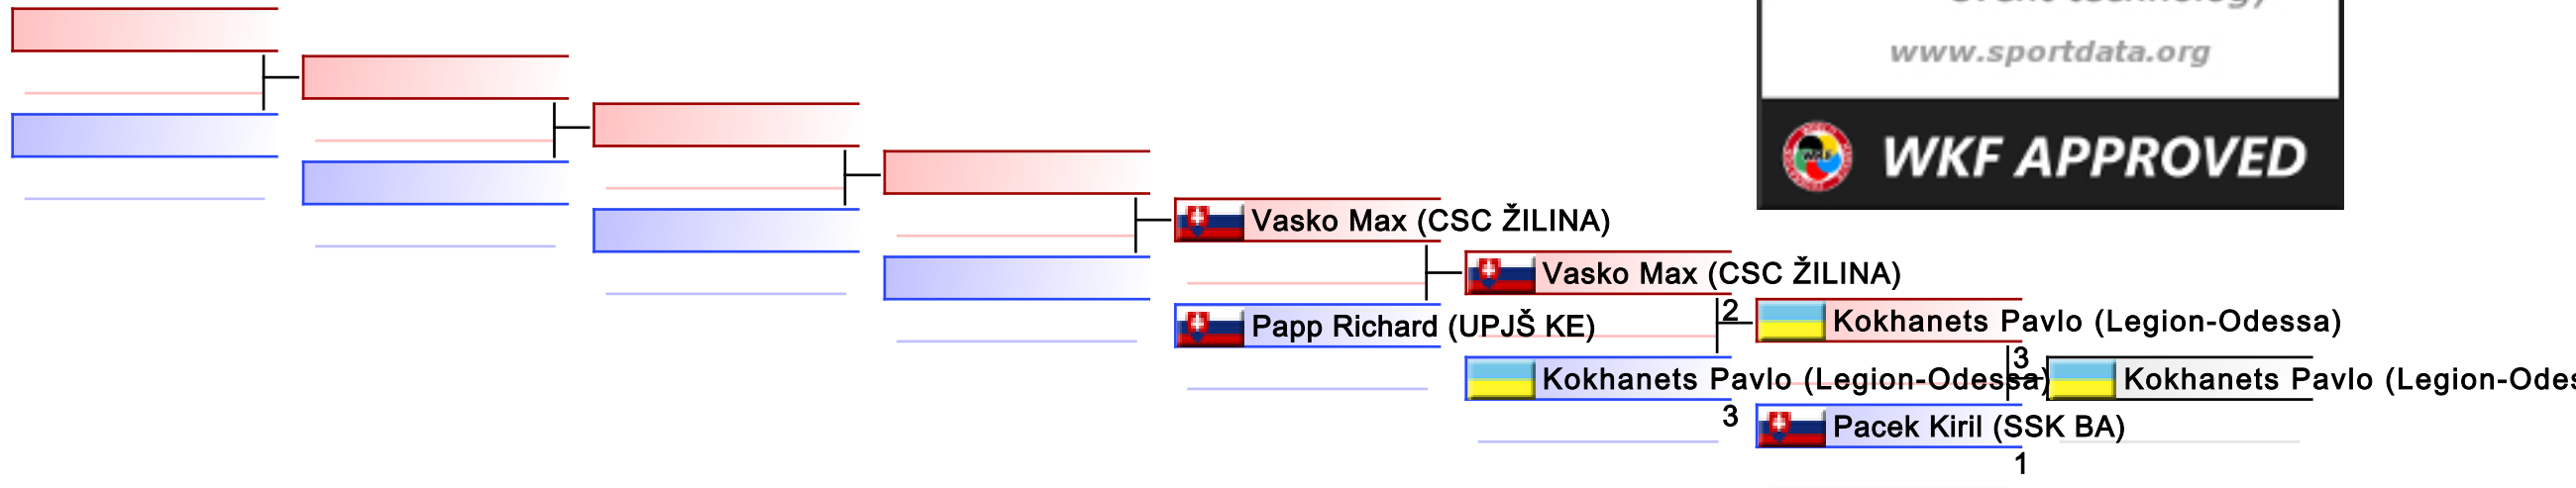 www.sportdata.org
WKF APPROVED
Vasko Max (CSC ŽILINA)
Vasko Max (CSC ŽILINA)
2
Papp Richard (UPJŠ KE)
Kokhanets Pavlo (Legion-Odessa)
3
Kokhanets Pavlo (Legion-Odessa)
3
Kokhanets Pavlo (Legion-Odes
Pacek Kiril (SSK BA)
1